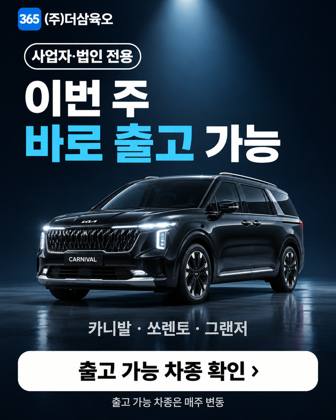 365 (주)더삼육오
사업자·법인 전용
이번 주
바로 출고 가능
KIA
CARNIVAL
카니발 · 쏘렌토 · 그랜저
출고 가능 차종 확인 ›
출고 가능 차종은 매주 변동